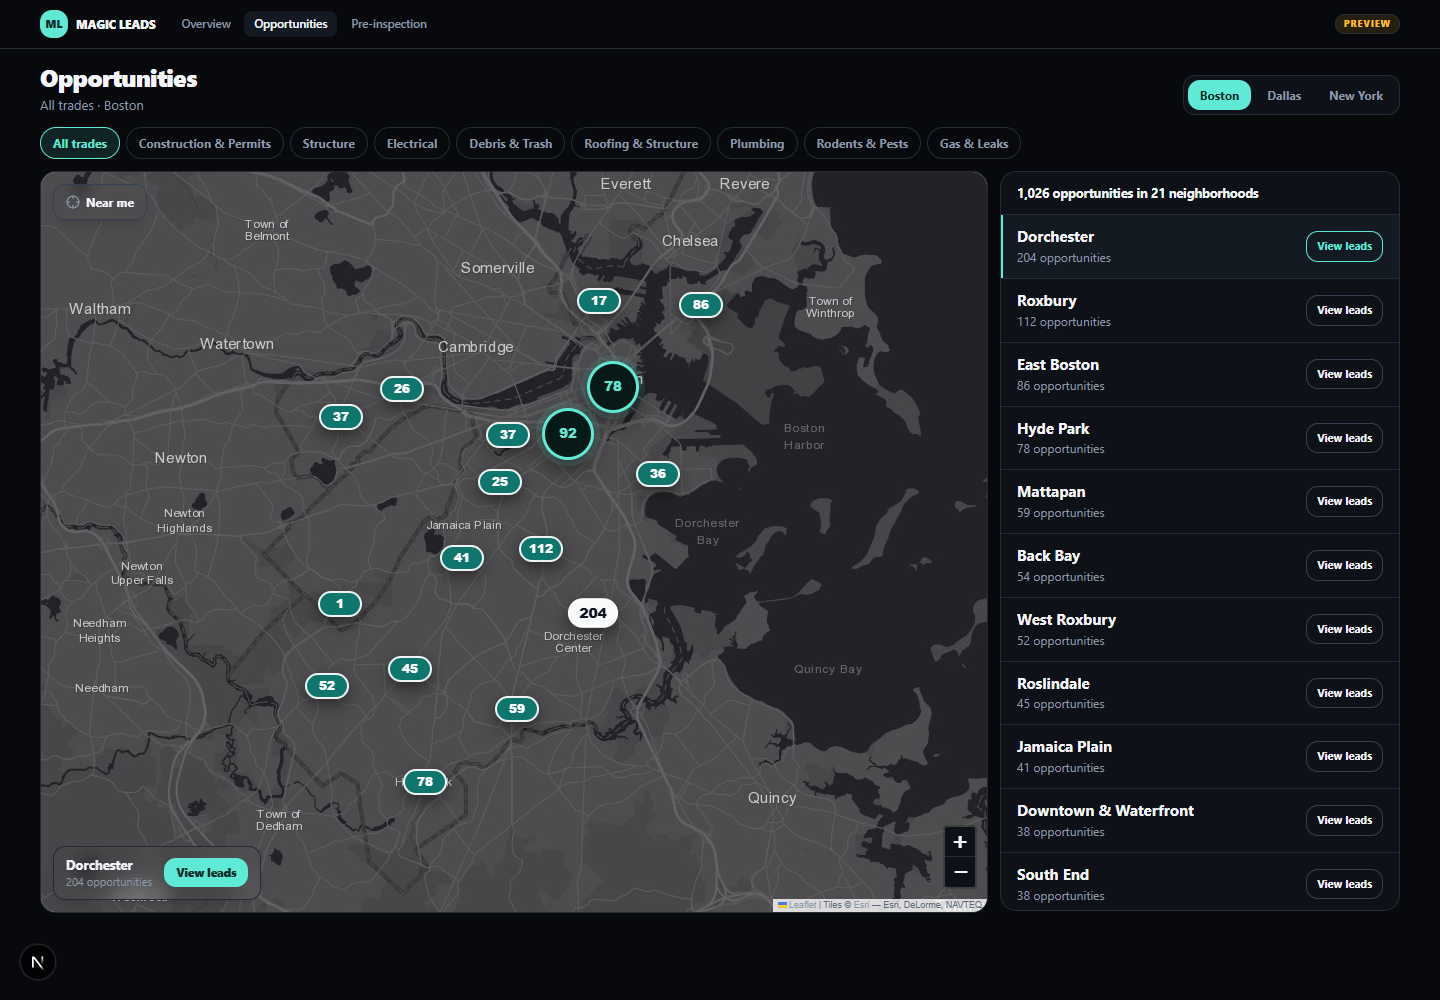 ML MAGIC LEADS Overview Opportunities Pre-inspection PREVIEW
Opportunities
All trades · Boston
Boston Dallas New York
All trades Construction & Permits Structure Electrical Debris & Trash Roofing & Structure Plumbing Rodents & Pests Gas & Leaks
Near me
Everett
Revere
Town of
Belmont
Chelsea
Somerville
Waltham
17
86
Town of
Winthrop
Watertown
Cambridge
78
26
37
37
92
Boston
Harbor
Newton
36
25
Newton
Highlands
Jamaica Plain
Dorchester
Bay
41
112
Newton
Upper Falls
1
204
Needham
Heights
Dorchester
Center
45
Quincy Bay
52
Needham
59
78
Quincy
Town of
Dedham
Dorchester
204 opportunities
View leads
+
−
Leaflet | Tiles © Esri — Esri, DeLorme, NAVTEQ
1,026 opportunities in 21 neighborhoods
Dorchester
204 opportunities
View leads
Roxbury
112 opportunities
View leads
East Boston
86 opportunities
View leads
Hyde Park
78 opportunities
View leads
Mattapan
59 opportunities
View leads
Back Bay
54 opportunities
View leads
West Roxbury
52 opportunities
View leads
Roslindale
45 opportunities
View leads
Jamaica Plain
41 opportunities
View leads
Downtown & Waterfront
38 opportunities
View leads
South End
38 opportunities
View leads
N